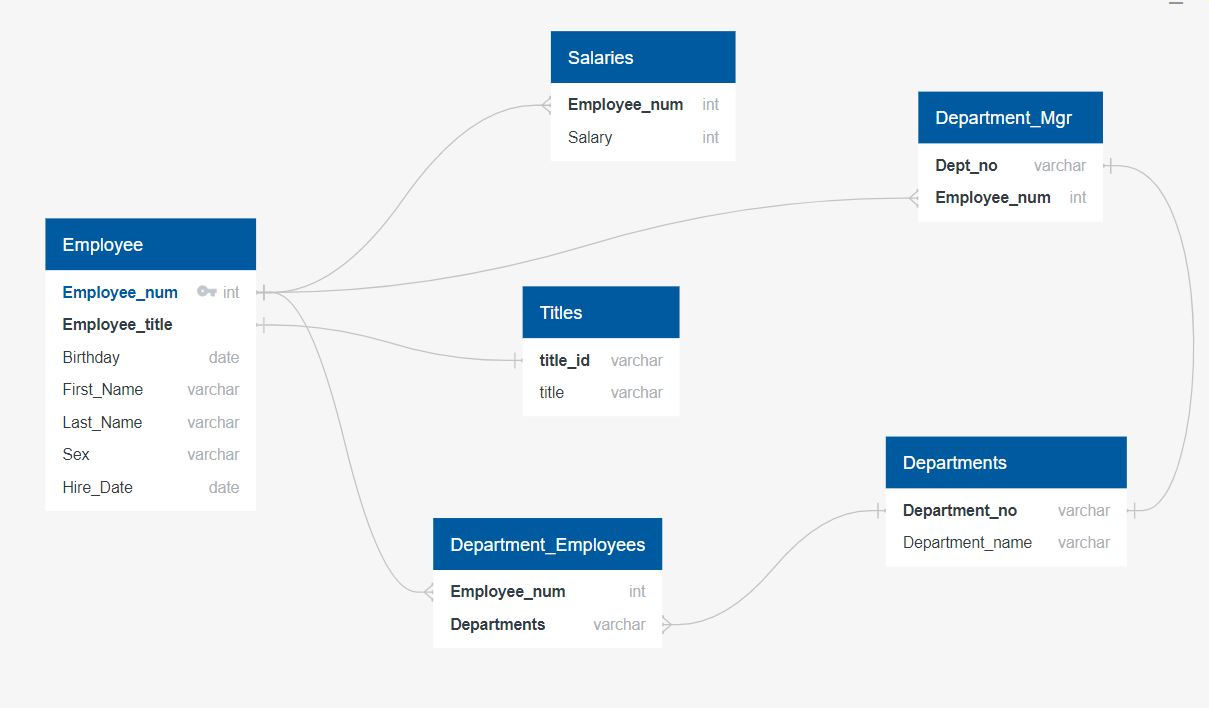 Salaries
Employee_num int
Salary int
Department_Mgr
Dept_no varchar
Employee_num int
Employee
Employee_num int
Employee_title
Birthday date
First_Name varchar
Last_Name varchar
Sex varchar
Hire_Date date
Titles
title_id varchar
title varchar
Departments
Department_no varchar
Department_name varchar
Department_Employees
Employee_num int
Departments varchar